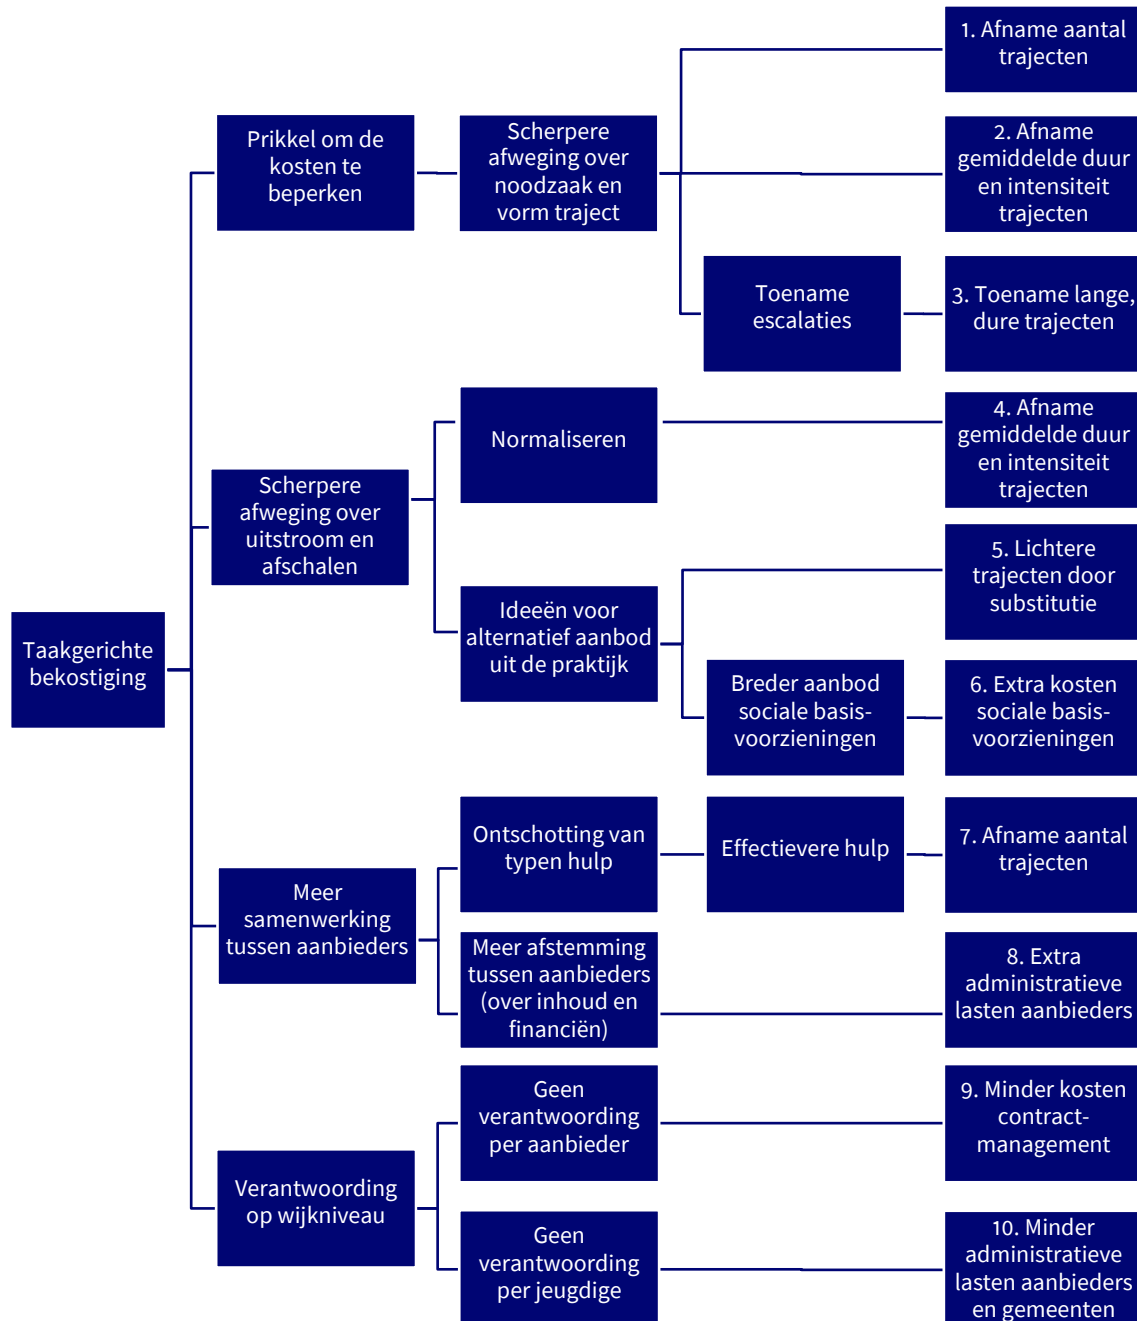 1. Afname aantal
trajecten
Prikkel om de
kosten te
beperken
Scherpere
afweging over
noodzaak en
vorm traject
2. Afname
gemiddelde duur
en intensiteit
trajecten
Toename
escalaties
3. Toename lange,
dure trajecten
Normaliseren
4. Afname
gemiddelde duur
en intensiteit
trajecten
Scherpere
afweging over
uitstroom en
afschalen
5. Lichtere
trajecten door
substitutie
Ideeën voor
alternatief aanbod
uit de praktijk
Taakgerichte
bekostiging
Breder aanbod
sociale basis-
voorzieningen
6. Extra kosten
sociale basis-
voorzieningen
Ontschotting van
typen hulp
Effectievere hulp
7. Afname aantal
trajecten
Meer
samenwerking
tussen aanbieders
Meer afstemming
tussen aanbieders
(over inhoud en
financiën)
8. Extra
administratieve
lasten aanbieders
Geen
verantwoording
per aanbieder
9. Minder kosten
contract-
management
Verantwoording
op wijkniveau
Geen
verantwoording
per jeugdige
10. Minder
administratieve
lasten aanbieders
en gemeenten